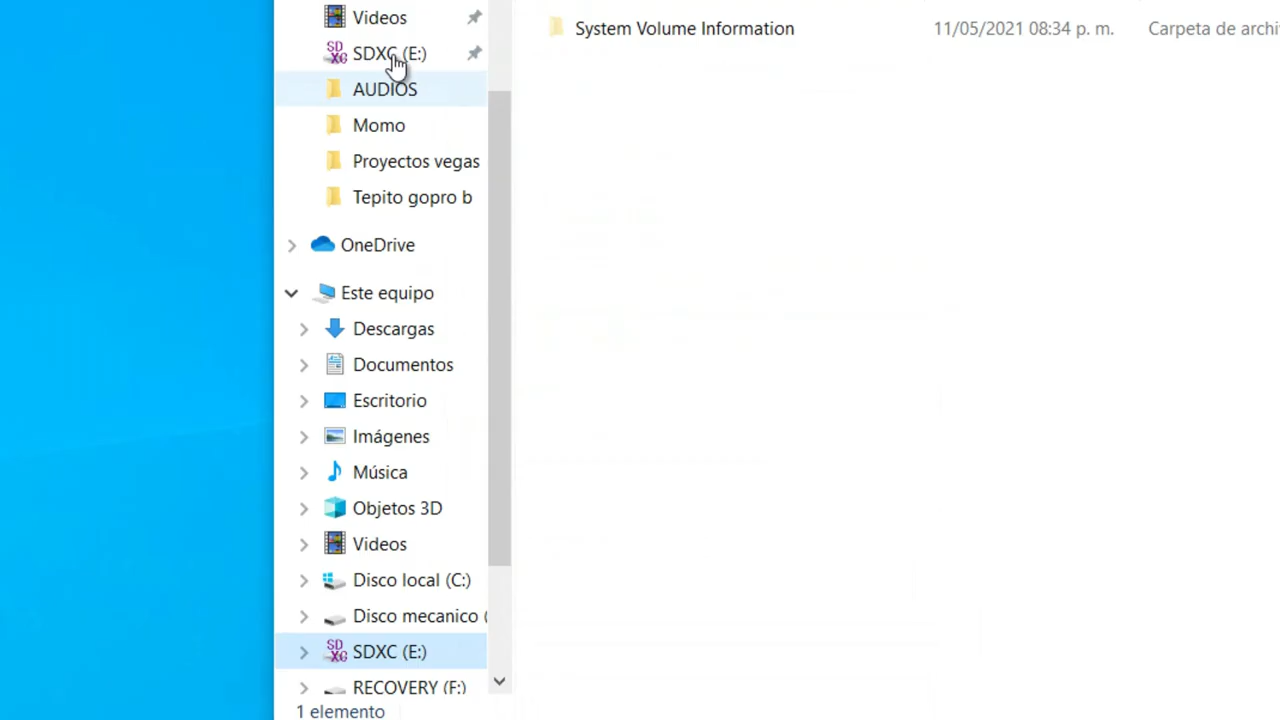 Videos
SDXC (E:)
AUDIOS
Momo
Proyectos vegas
Tepito gopro b
OneDrive
Este equipo
Descargas
Documentos
Escritorio
Imágenes
Música
Objetos 3D
Videos
Disco local (C:)
Disco mecanico (
SDXC (E:)
RECOVERY (F:)
1 elemento
System Volume Information 11/05/2021 08:34 p. m. Carpeta de archi